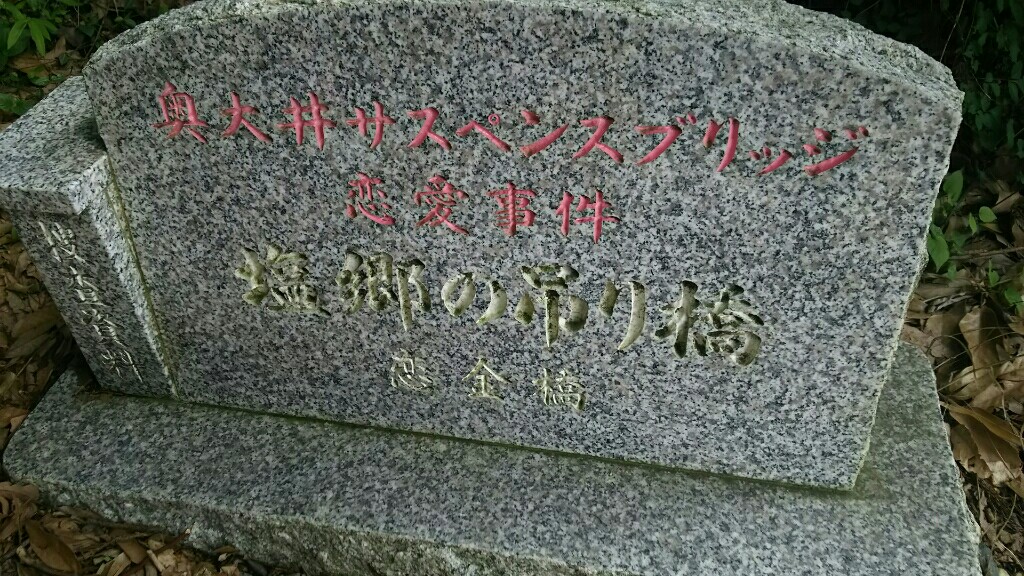 奥大井サスペンスブリッジ
恋愛事件
塩郷の吊り橋
恋金橋